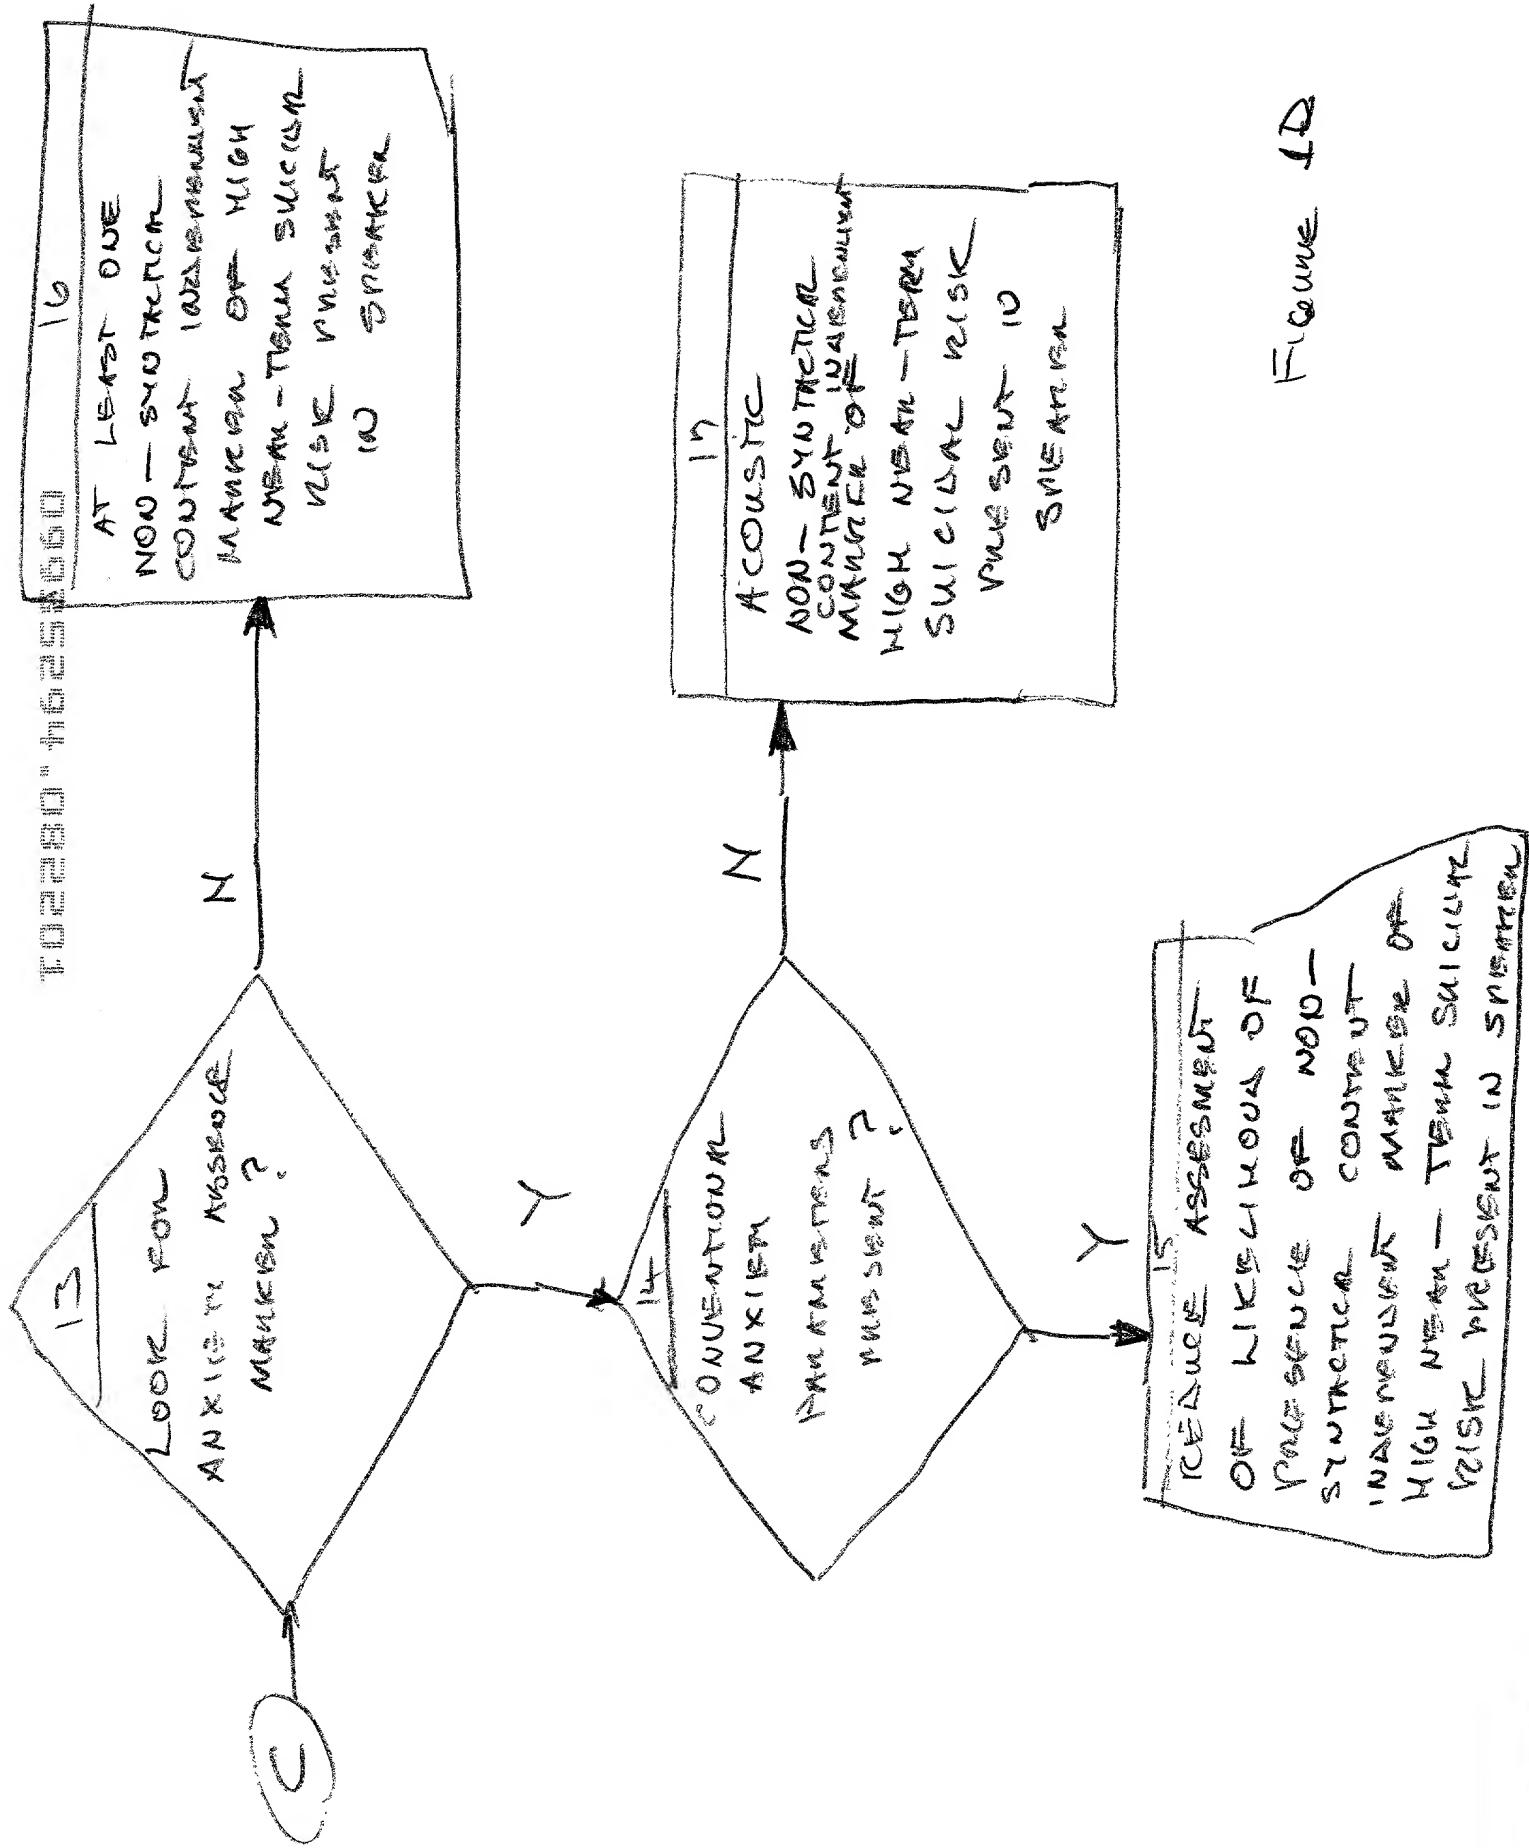 C
13
LOOK FOR
ANXIETY ABSENCE
MARKER ?
N
Y
16
AT LEAST ONE
NON-SYNTACTICAL
CONTENT INDEPENDENT
MARKER OF HIGH
NEAR-TERM SUICIDAL
RISK PRESENT
IN SPEAKER
14
CONVENTIONAL
ANXIETY
PARAMETERS
PRESENT ?
N
Y
17
ACOUSTIC
NON-SYNTACTICAL
CONTENT INDEPENDENT
MARKER OF
HIGH NEAR-TERM
SUICIDAL RISK
PRESENT IN
SPEAKER
15
REDUCE ASSESMENT
OF LIKELIHOOD OF
PRESENCE OF NON-
SYNTACTICAL CONTENT
INDEPENDENT MARKER OF
HIGH NEAR-TERM SUICIDAL
RISK PRESENT IN SPEAKER
Figure 1D